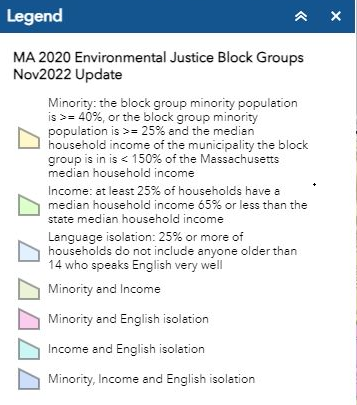 Legend
MA 2020 Environmental Justice Block Groups
Nov2022 Update
Minority: the block group minority population
is >= 40%, or the block group minority
population is >= 25% and the median
household income of the municipality the block
group is in is < 150% of the Massachusetts
median household income
Income: at least 25% of households have a
median household income 65% or less than the
state median household income
Language isolation: 25% or more of
households do not include anyone older than
14 who speaks English very well
Minority and Income
Minority and English isolation
Income and English isolation
Minority, Income and English isolation